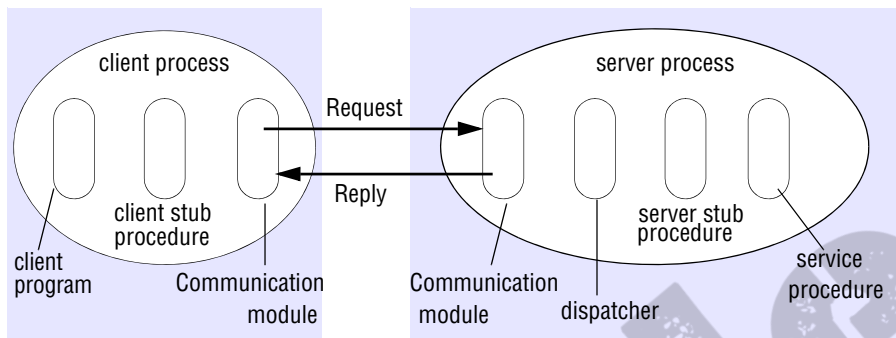 client process
server process
Request
Reply
client stub
procedure
server stub
procedure
client
program
Communication
module
Communication
module
dispatcher
service
procedure